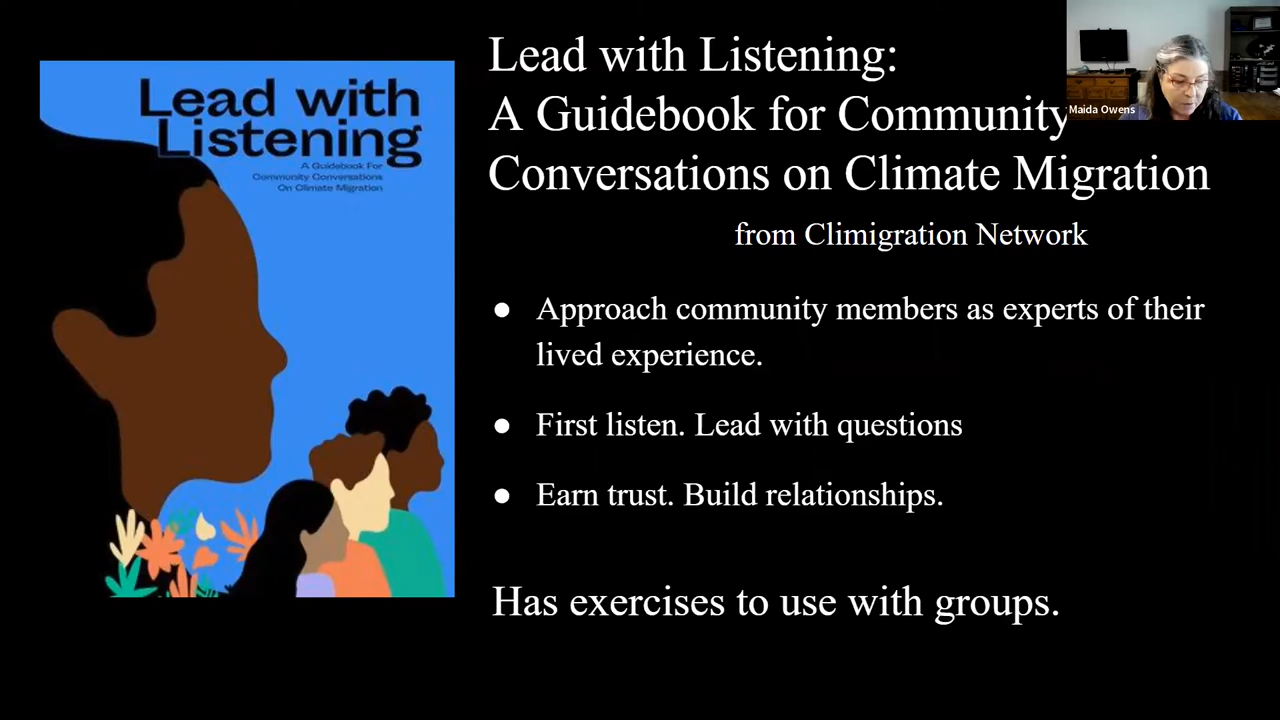 Lead with
Listening
A Guidebook For
Community Conversations
On Climate Migration
Lead with Listening:
A Guidebook for Community
Conversations on Climate Migration
from Climigration Network
Maida Owens
● Approach community members as experts of their
lived experience.
● First listen. Lead with questions
● Earn trust. Build relationships.
Has exercises to use with groups.